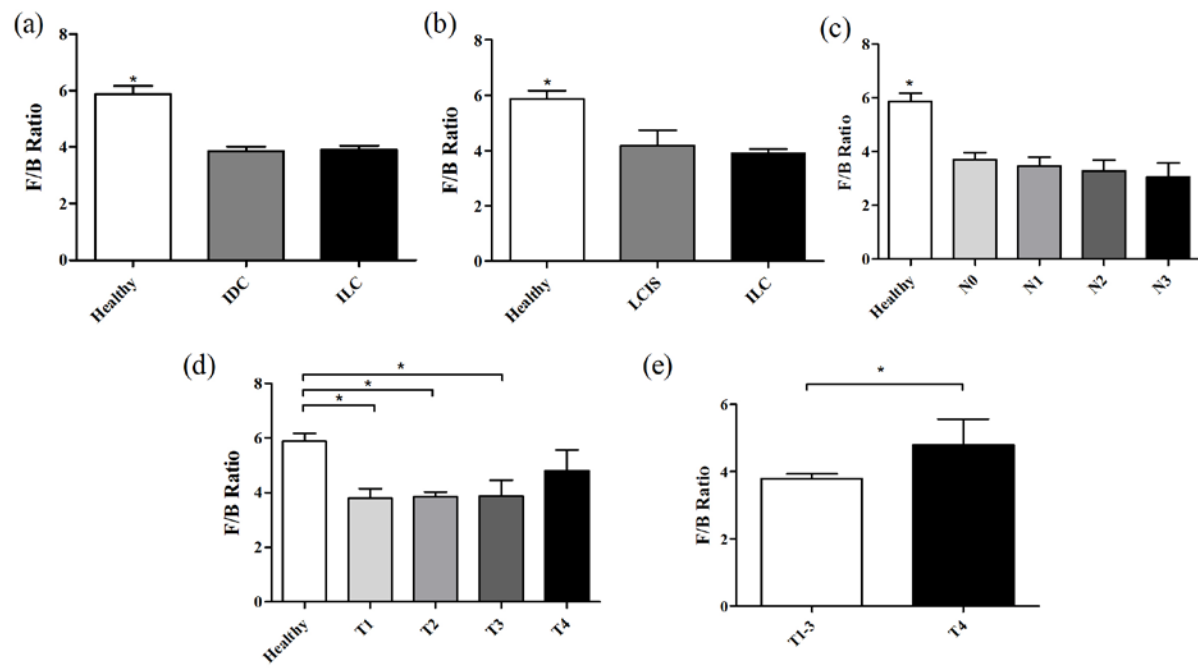 (a)
8
6
4
2
0
F/B Ratio
*
Healthy
IDC
ILC
(b)
8
6
4
2
0
F/B Ratio
*
Healthy
LCIS
ILC
(c)
8
6
4
2
0
F/B Ratio
*
Healthy
N0
N1
N2
N3
(d)
8
6
4
2
0
F/B Ratio
*
*
*
Healthy
T1
T2
T3
T4
(e)
6
4
2
0
F/B Ratio
*
T1-3
T4